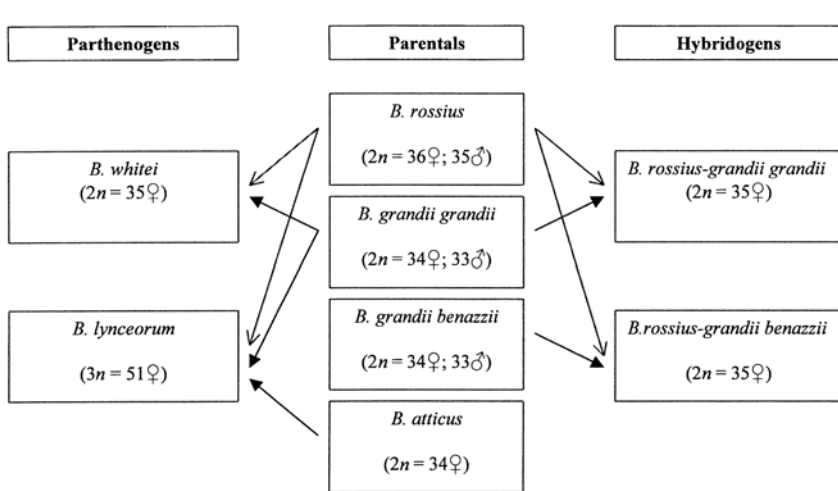 Parthenogens
Parentals
Hybridogens
B. whitei
(2n = 35♀)
B. lynceorum
(3n = 51♀)
B. rossius
(2n = 36♀; 35♂)
B. grandii grandii
(2n = 34♀; 33♂)
B. grandii benazzii
(2n = 34♀; 33♂)
B. atticus
(2n = 34♀)
B. rossius-grandii grandii
(2n = 35♀)
B.rossius-grandii benazzii
(2n = 35♀)